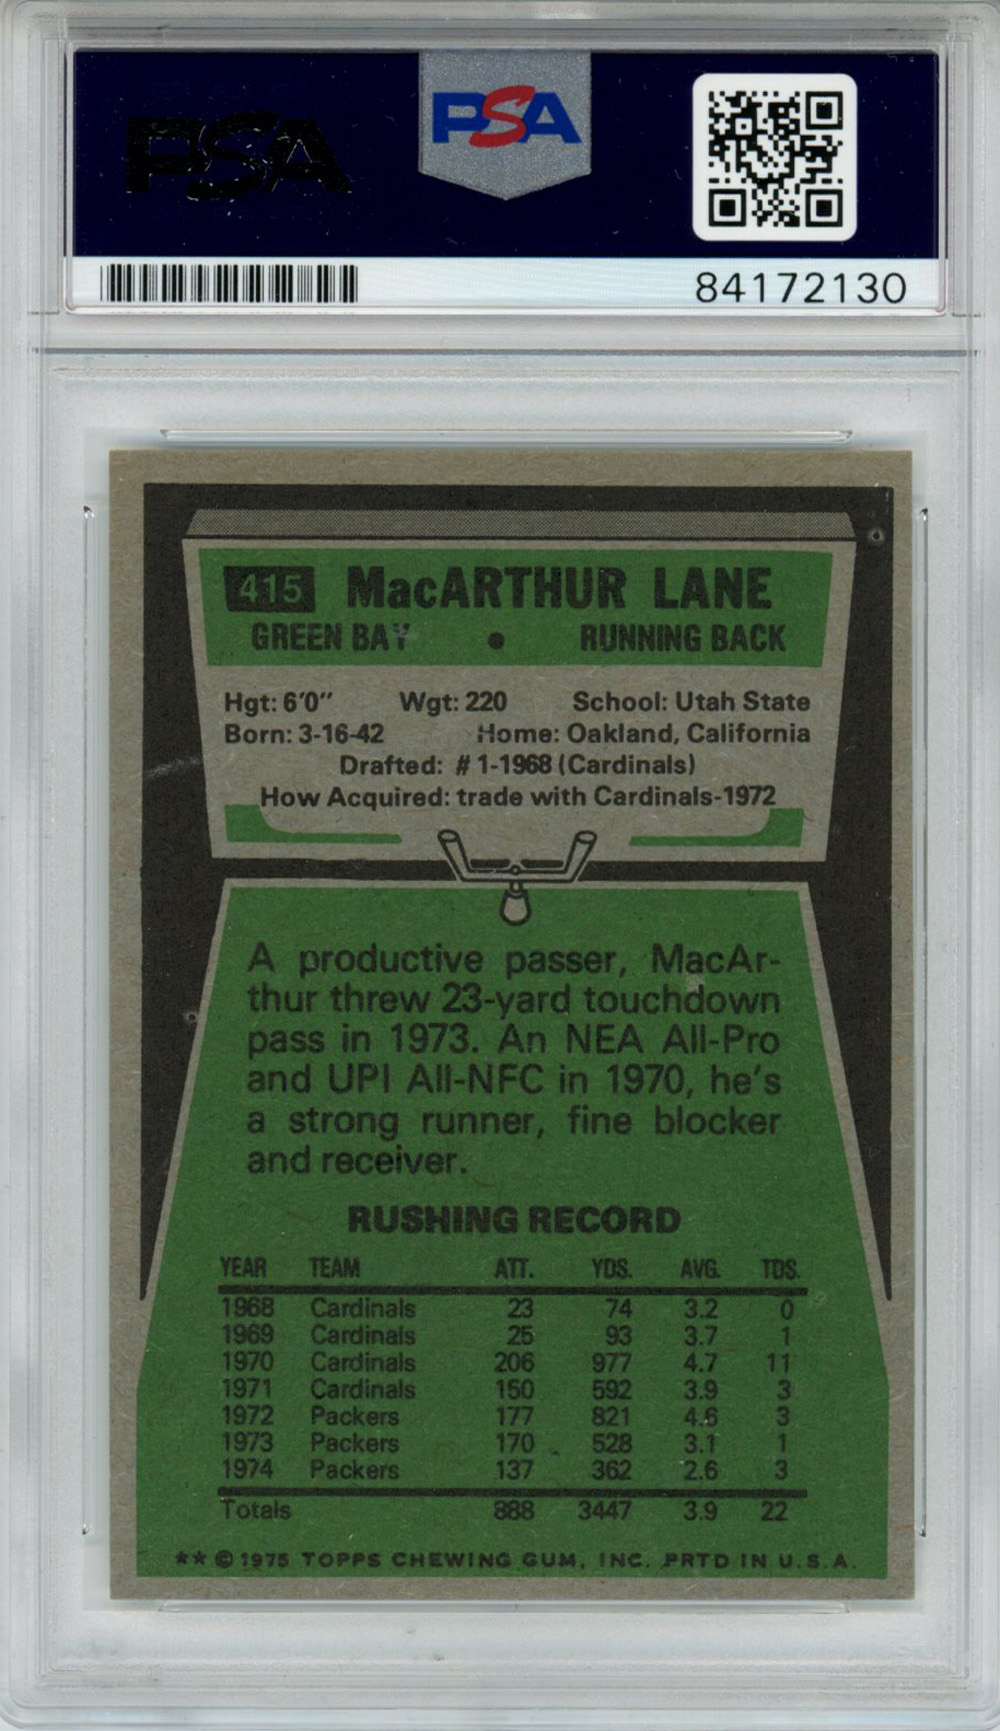 PSA
PSA
84172130
415 MacARTHUR LANE
GREEN BAY • RUNNING BACK
Hgt: 6'0" Wgt: 220 School: Utah State
Born: 3-16-42 Home: Oakland, California
Drafted: #1-1968 (Cardinals)
How Acquired: trade with Cardinals-1972
A productive passer, MacAr-
thur threw 23-yard touchdown
pass in 1973. An NEA All-Pro
and UPI All-NFC in 1970, he's
a strong runner, fine blocker
and receiver.
RUSHING RECORD
YEAR TEAM ATT. YDS. AVG. TDS.
1968 Cardinals 23 74 3.2 0
1969 Cardinals 25 93 3.7 1
1970 Cardinals 206 977 4.7 11
1971 Cardinals 150 592 3.9 3
1972 Packers 177 821 4.6 3
1973 Packers 170 528 3.1 1
1974 Packers 137 362 2.6 3
Totals 888 3447 3.9 22
** © 1975 TOPPS CHEWING GUM, INC. PRTD IN U.S.A.